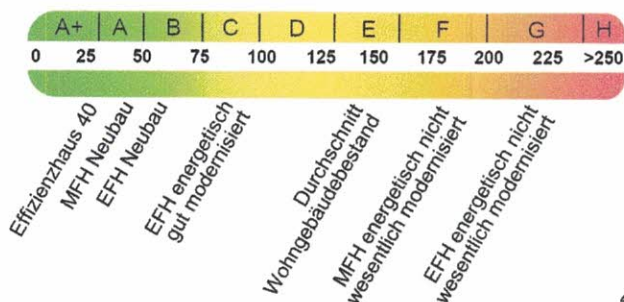 A+ A B C D E F G H
0 25 50 75 100 125 150 175 200 225 >250
Effizienzhaus 40
MFH Neubau
EFH Neubau
EFH energetisch
gut modernisiert
Durchschnitt
Wohngebäudebestand
MFH energetisch nicht
wesentlich modernisiert
EFH energetisch nicht
wesentlich modernisiert